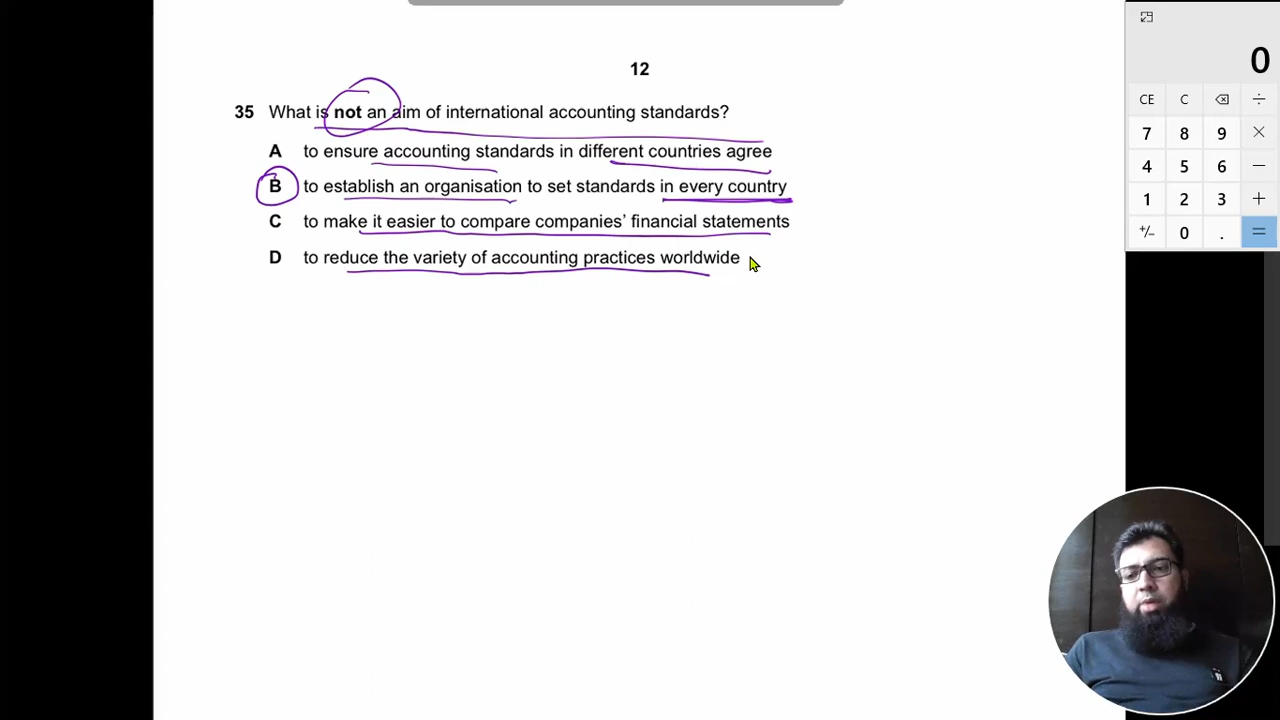 12
35 What is not an aim of international accounting standards?
A to ensure accounting standards in different countries agree
B to establish an organisation to set standards in every country
C to make it easier to compare companies' financial statements
D to reduce the variety of accounting practices worldwide
0
CE C ⌫ ÷
7 8 9 ×
4 5 6 −
1 2 3 +
+/− 0 . =